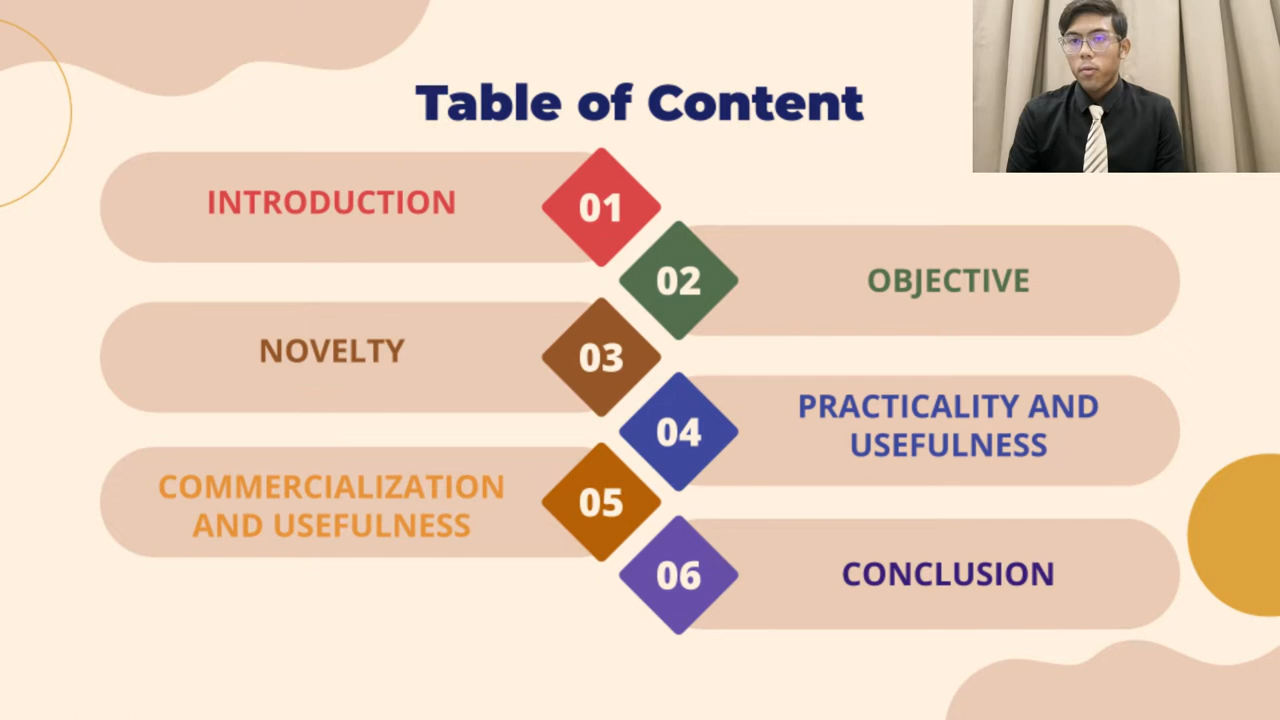 Table of Content
INTRODUCTION
01
02
OBJECTIVE
NOVELTY
03
04
PRACTICALITY AND
USEFULNESS
COMMERCIALIZATION
AND USEFULNESS
05
06
CONCLUSION